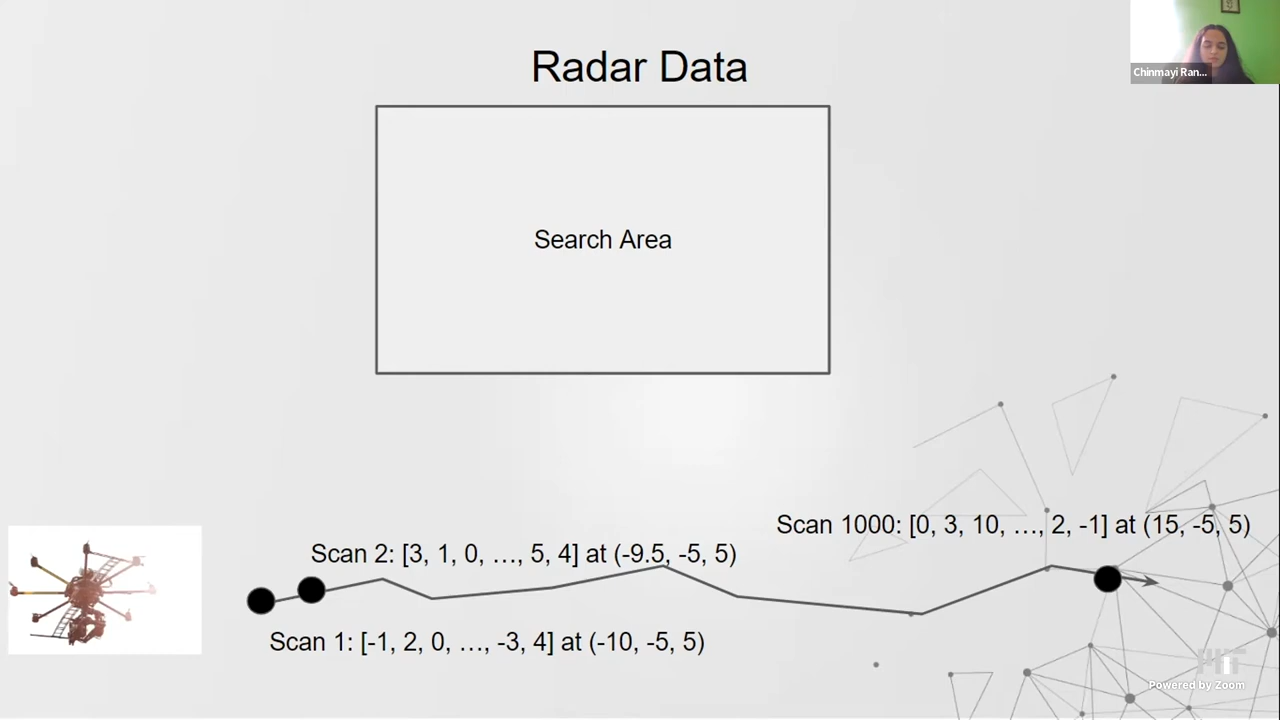 Radar Data
Chinmayi Ran...
Search Area
Scan 1000: [0, 3, 10, …, 2, -1] at (15, -5, 5)
Scan 2: [3, 1, 0, …, 5, 4] at (-9.5, -5, 5)
Scan 1: [-1, 2, 0, …, -3, 4] at (-10, -5, 5)
MIT
Powered by Zoom